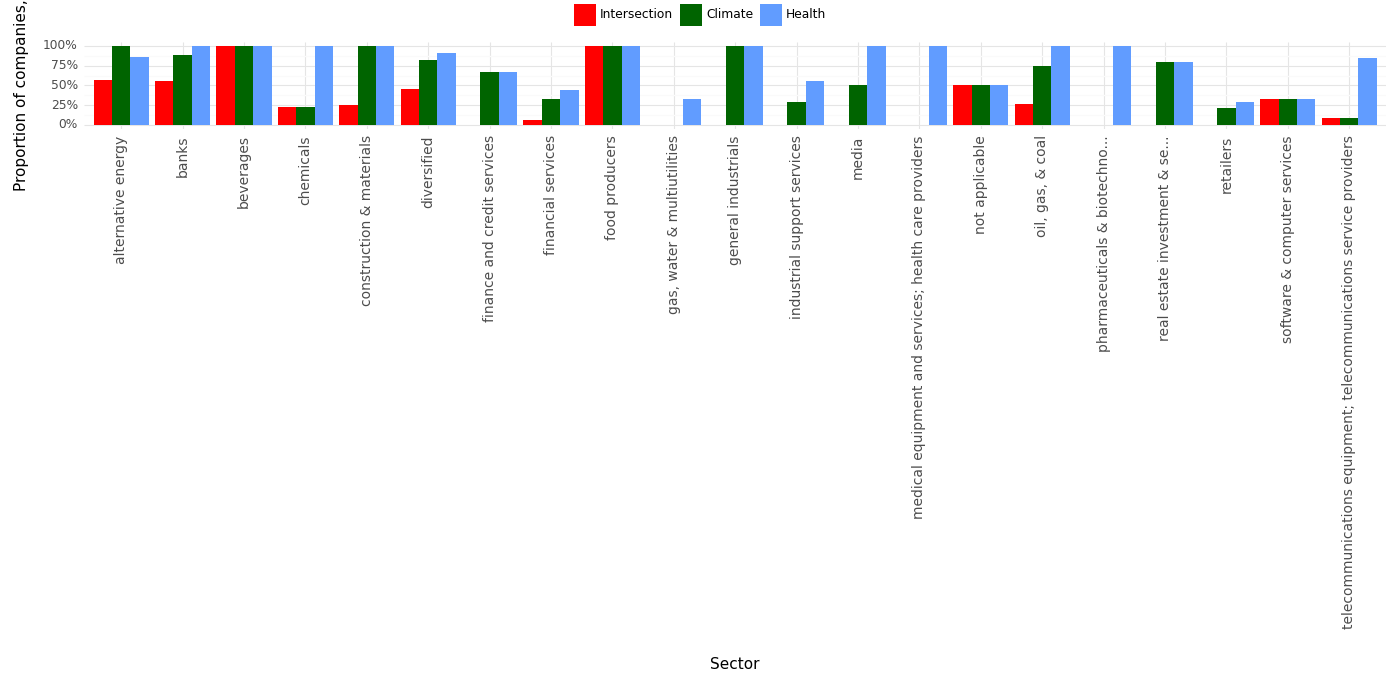 Intersection Climate Health
Proportion of companies,
100%
75%
50%
25%
0%
alternative energy
banks
beverages
chemicals
construction & materials
diversified
finance and credit services
financial services
food producers
gas, water & multiutilities
general industrials
industrial support services
media
medical equipment and services; health care providers
not applicable
oil, gas, & coal
pharmaceuticals & biotechno...
real estate investment & se...
retailers
software & computer services
telecommunications equipment; telecommunications service providers
Sector